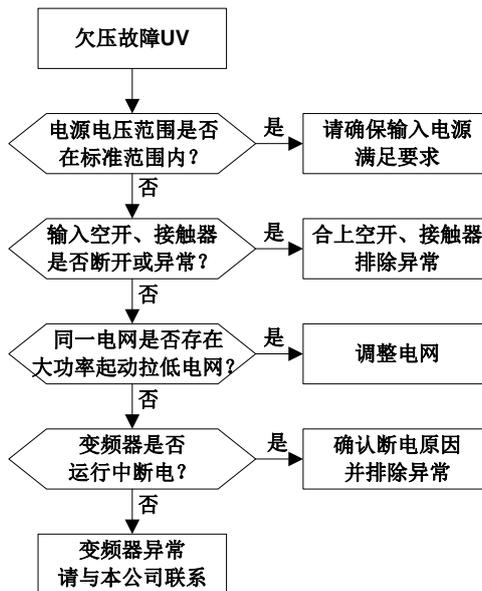 欠压故障UV
电源电压范围是否
在标准范围内？
是
请确保输入电源
满足要求
否
输入空开、接触器
是否断开或异常？
是
合上空开、接触器
排除异常
否
同一电网是否存在
大功率起动拉低电网？
是
调整电网
否
变频器是否
运行中断电？
是
确认断电原因
并排除异常
否
变频器异常
请与本公司联系